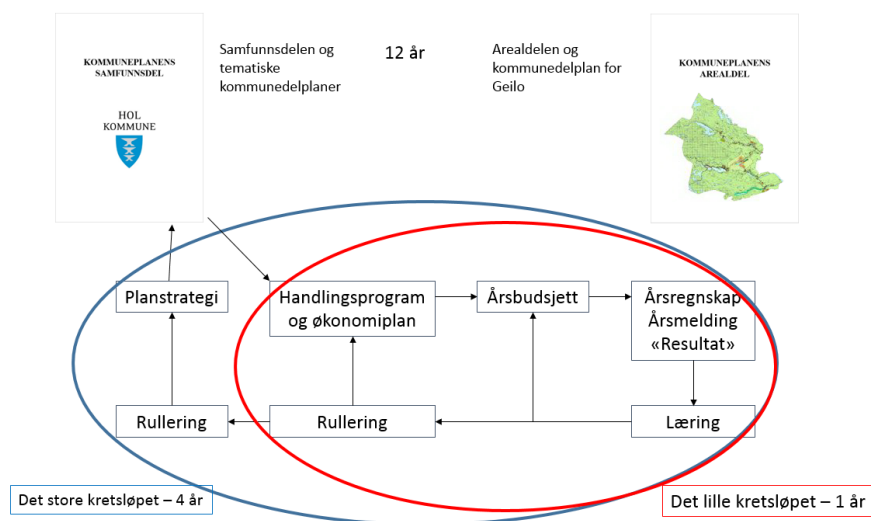 KOMMUNEPLANENS
SAMFUNNSDEL
HOL
KOMMUNE
Samfunnsdelen og
tematiske
kommunedelplaner
12 år
Arealdelen og
kommunedelplan for
Geilo
KOMMUNEPLANENS
AREALDEL
Planstrategi
Handlingsprogram
og økonomiplan
Årsbudsjett
Årsregnskap
Årsmelding
«Resultat»
Rullering
Rullering
Læring
Det store kretsløpet – 4 år
Det lille kretsløpet – 1 år